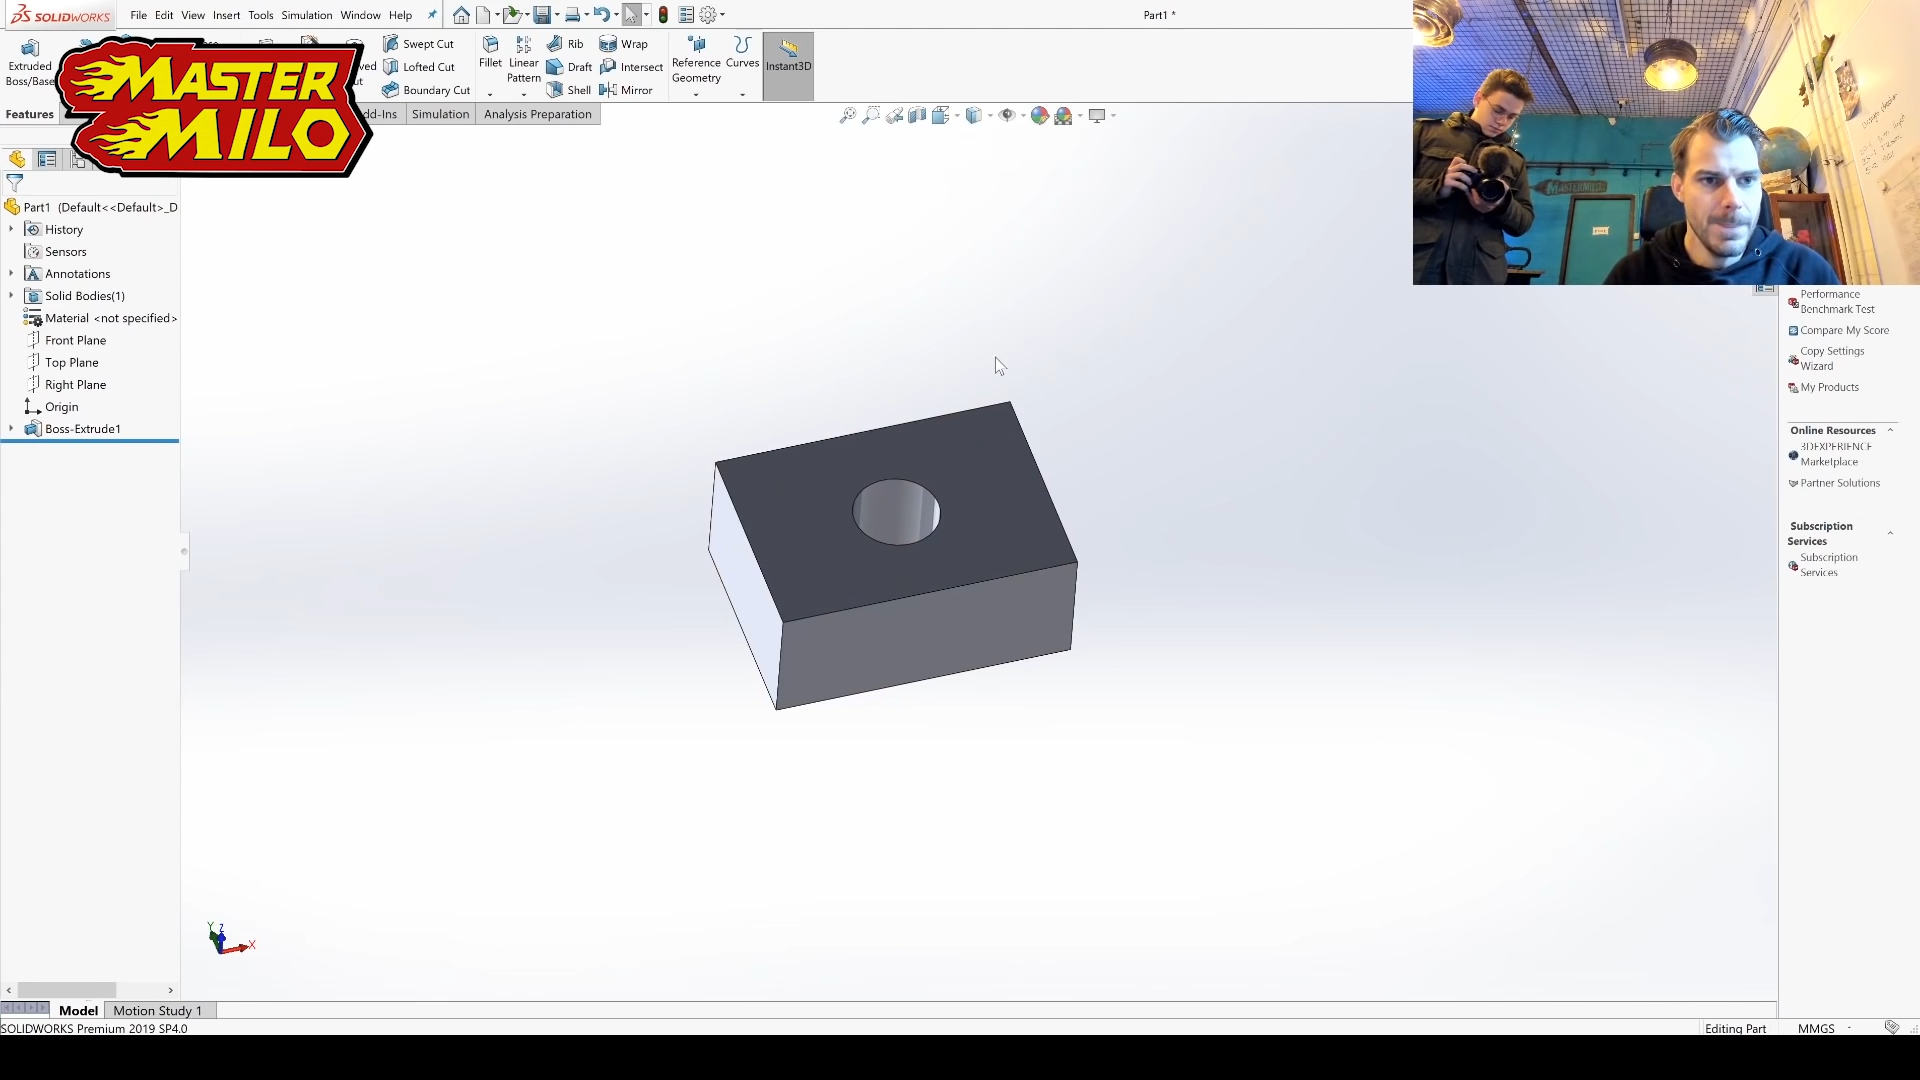 SOLIDWORKS File Edit View Insert Tools Simulation Window Help Part1 *
Extruded Boss/Base
Swept Cut
Lofted Cut
Boundary Cut
Fillet
Linear Pattern
Rib
Draft
Shell
Wrap
Intersect
Mirror
Reference Geometry
Curves
Instant3D
MASTER
MILO
Features
Simulation
Analysis Preparation
Part1 (Default<<Default>_D
History
Sensors
Annotations
Solid Bodies(1)
Material <not specified>
Front Plane
Top Plane
Right Plane
Origin
Boss-Extrude1
Performance
Benchmark Test
Compare My Score
Copy Settings
Wizard
My Products
Online Resources
3DEXPERIENCE
Marketplace
Partner Solutions
Subscription
Services
Subscription
Services
Y Z X
Model Motion Study 1
SOLIDWORKS Premium 2019 SP4.0
Editing Part MMGS